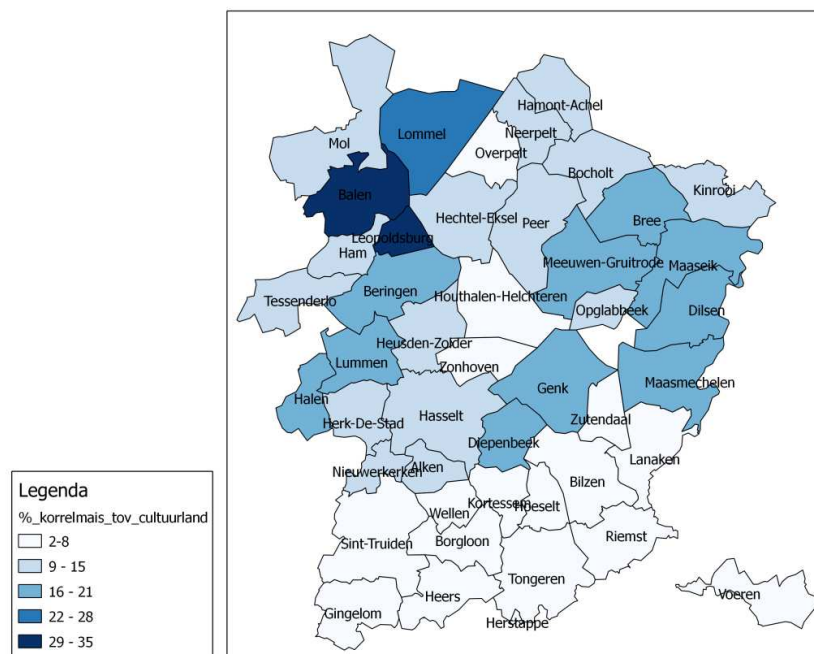 Hamont-Achel
Lommel
Neerpelt
Mol
Overpelt
Bocholt
Kinrooi
Balen
Hechtel-Eksel
Peer
Bree
Leopoldsburg
Ham
Meeuwen-Gruitrode
Maaseik
Tessenderlo
Beringen
Houthalen-Helchteren
Opglabbeek
Dilsen
Heusden-Zolder
Lummen
Zonhoven
Genk
Maasmechelen
Halen
Herk-De-Stad
Hasselt
Zutendaal
Diepenbeek
Lanaken
Nieuwerkerken
Alken
Bilzen
Kortessem
Hoeselt
Wellen
Sint-Truiden
Borgloon
Riemst
Tongeren
Heers
Voeren
Gingelom
Herstappe
Legenda
%_korrelmais_tov_cultuurland
2-8
9 - 15
16 - 21
22 - 28
29 - 35